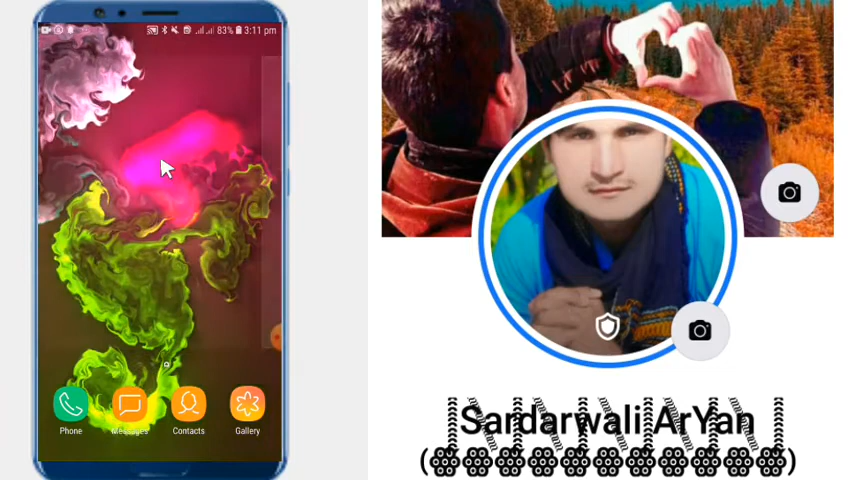 83% 3:11 pm
Phone
Messages
Contacts
Gallery
Sardarwali ArYan